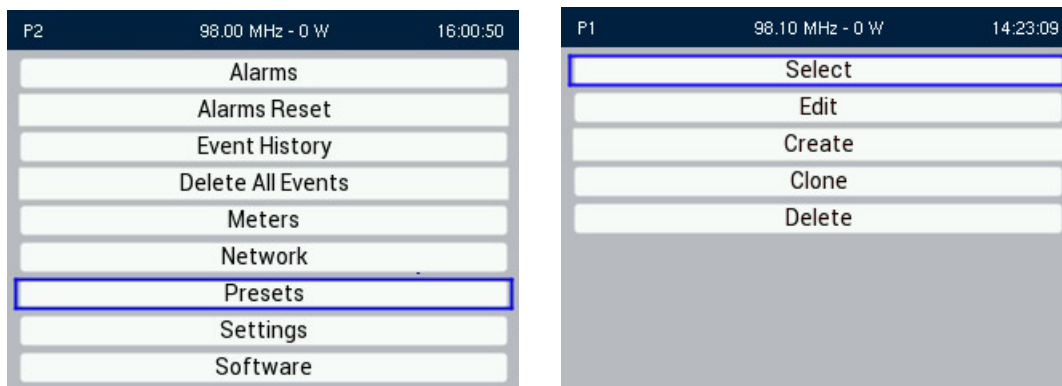 P2 98.00 MHz - 0 W 16:00:50
Alarms
Alarms Reset
Event History
Delete All Events
Meters
Network
Presets
Settings
Software
P1 98.10 MHz - 0 W 14:23:09
Select
Edit
Create
Clone
Delete